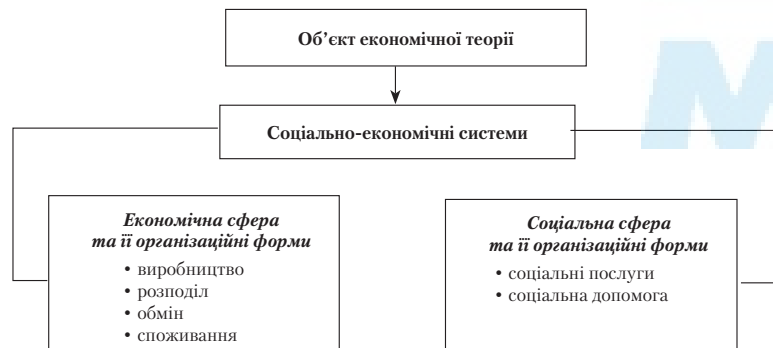 Об’єкт економічної теорії
Соціально-економічні системи
Економічна сфера
та її організаційні форми
• виробництво
• розподіл
• обмін
• споживання
Соціальна сфера
та її організаційні форми
• соціальні послуги
• соціальна допомога